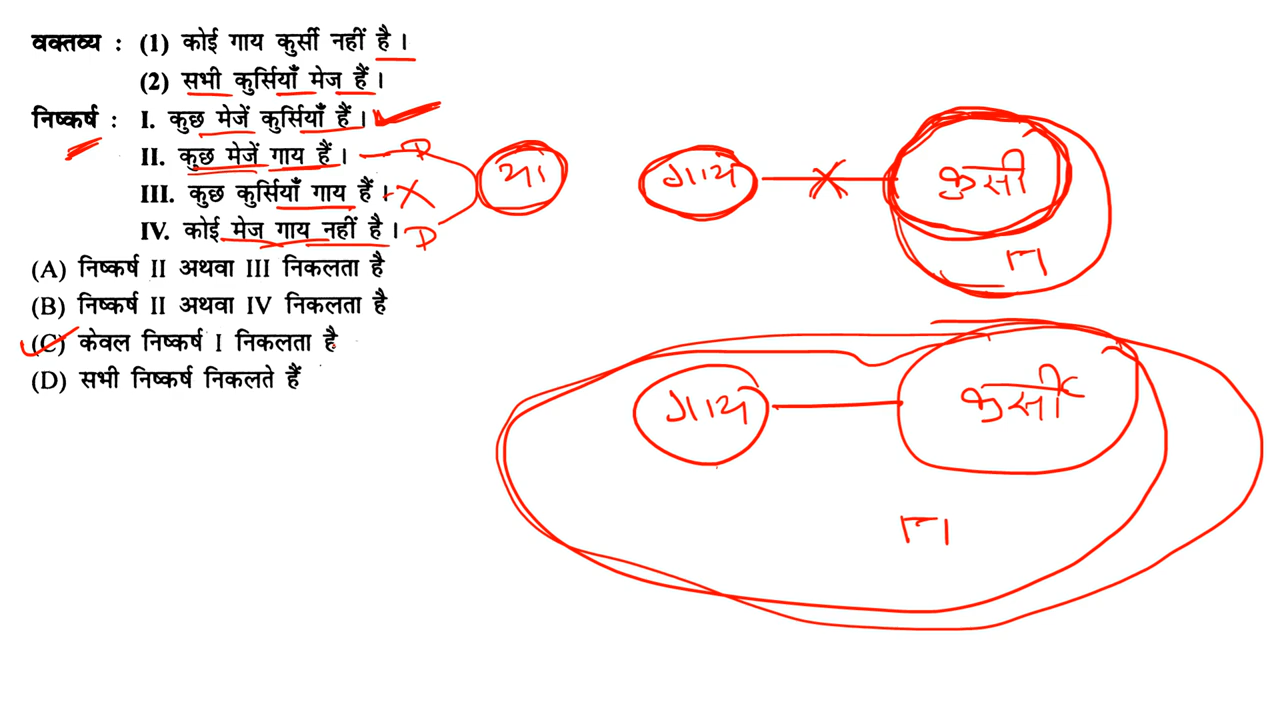 वक्तव्य : (1) कोई गाय कुर्सी नहीं है।
(2) सभी कुर्सियाँ मेज हैं।
निष्कर्ष : I. कुछ मेजें कुर्सियाँ हैं।
II. कुछ मेजें गाय हैं।
III. कुछ कुर्सियाँ गाय हैं।
IV. कोई मेज गाय नहीं है।
(A) निष्कर्ष II अथवा III निकलता है
(B) निष्कर्ष II अथवा IV निकलता है
(C) केवल निष्कर्ष I निकलता है
(D) सभी निष्कर्ष निकलते हैं
या
गाय
कुर्सी
गाय
कुर्सी